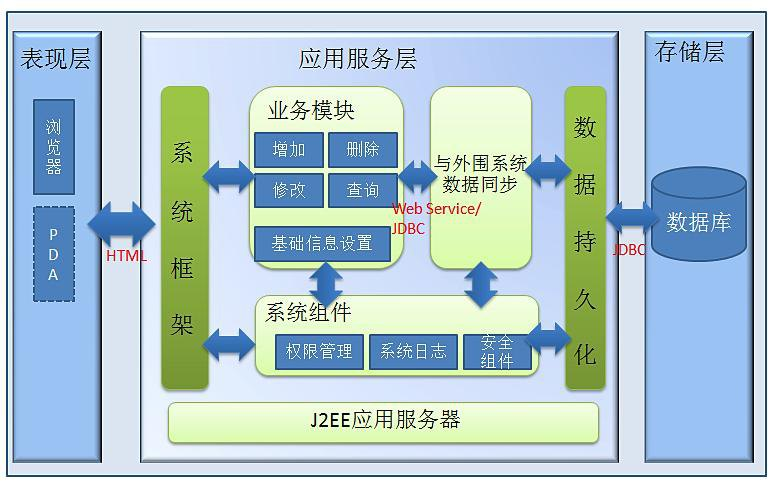 表现层
浏览器
PDA
HTML
应用服务层
系统框架
业务模块
增加
删除
修改
查询
基础信息设置
Web Service/
JDBC
与外围系统
数据同步
系统组件
权限管理
系统日志
安全
组件
数据持久化
J2EE应用服务器
JDBC
存储层
数据库